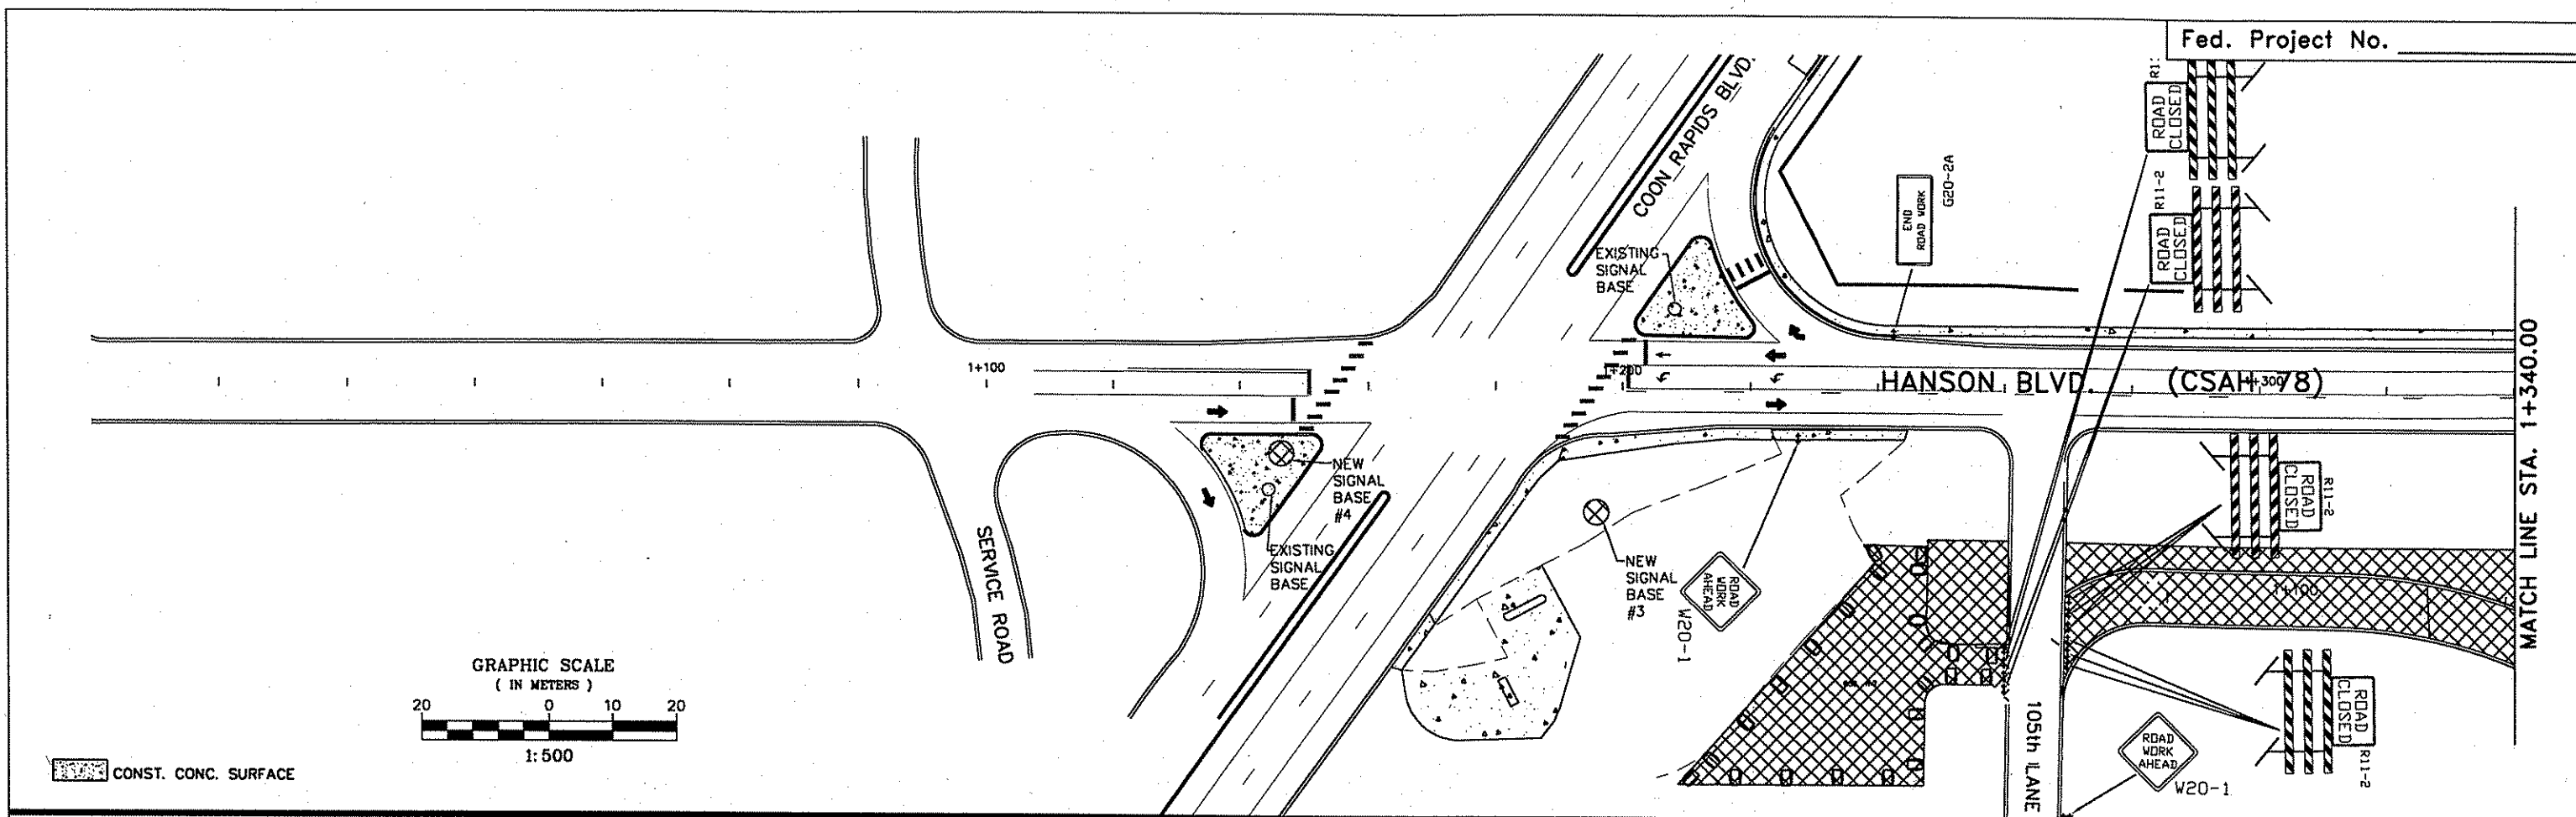 Fed. Project No.
COON RAPIDS BLVD.
END
ROAD WORK
G20-2A
ROAD
CLOSED
R11-2
ROAD
CLOSED
EXISTING
SIGNAL
BASE
1+100
1+200
HANSON BLVD. (CSAH 78)
1+300
MATCH LINE STA. 1+340.00
NEW
SIGNAL
BASE
#4
EXISTING
SIGNAL
BASE
SERVICE ROAD
NEW
SIGNAL
BASE
#3
ROAD
WORK
AHEAD
W20-1
ROAD
CLOSED
R11-2
1+100
GRAPHIC SCALE
( IN METERS )
20 0 10 20
1:500
CONST. CONC. SURFACE
105th LANE
ROAD
WORK
AHEAD
W20-1
ROAD
CLOSED
R11-2